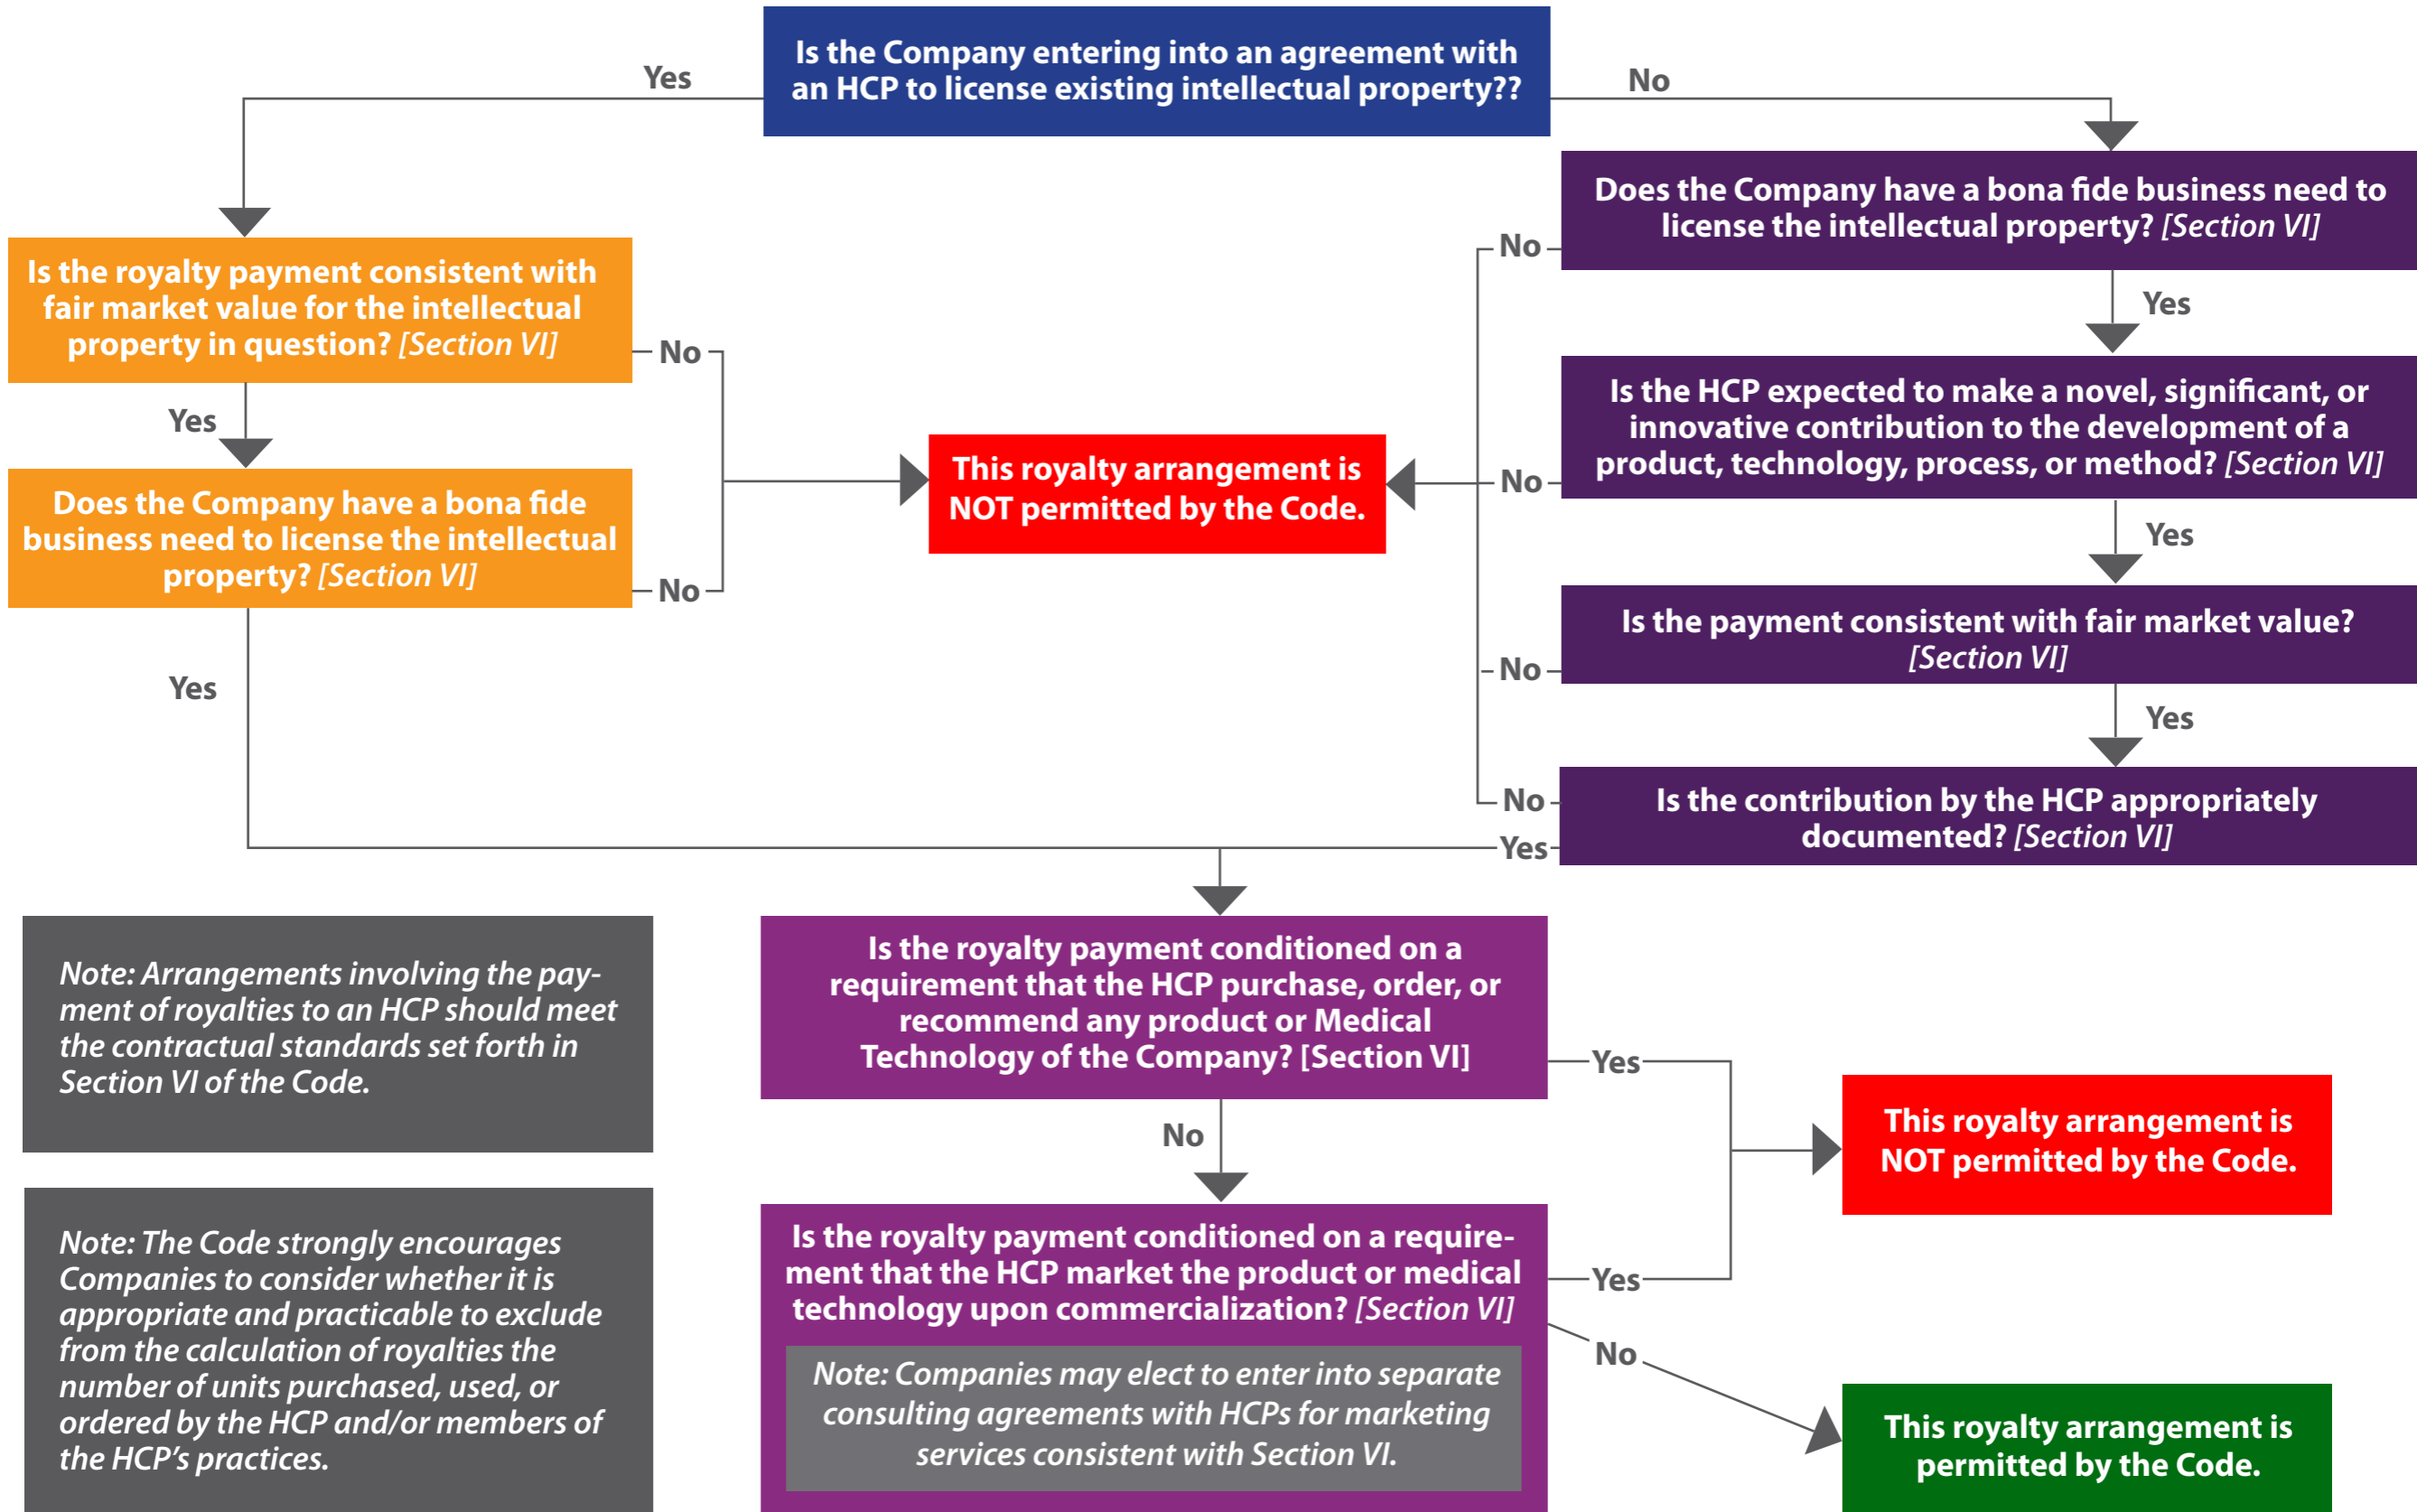 Is the Company entering into an agreement with
an HCP to license existing intellectual property??
Yes
No
Does the Company have a bona fide business need to
license the intellectual property? [Section VI]
No
Yes
Is the royalty payment consistent with
fair market value for the intellectual
property in question? [Section VI]
No
Yes
Is the HCP expected to make a novel, significant, or
innovative contribution to the development of a
product, technology, process, or method? [Section VI]
No
Yes
This royalty arrangement is
NOT permitted by the Code.
Does the Company have a bona fide
business need to license the intellectual
property? [Section VI]
No
Yes
Is the payment consistent with fair market value?
[Section VI]
No
Yes
Is the contribution by the HCP appropriately
documented? [Section VI]
No
Yes
Note: Arrangements involving the pay-
ment of royalties to an HCP should meet
the contractual standards set forth in
Section VI of the Code.
Is the royalty payment conditioned on a
requirement that the HCP purchase, order, or
recommend any product or Medical
Technology of the Company? [Section VI]
Yes
No
This royalty arrangement is
NOT permitted by the Code.
Note: The Code strongly encourages
Companies to consider whether it is
appropriate and practicable to exclude
from the calculation of royalties the
number of units purchased, used, or
ordered by the HCP and/or members of
the HCP's practices.
Is the royalty payment conditioned on a require-
ment that the HCP market the product or medical
technology upon commercialization? [Section VI]
Yes
No
Note: Companies may elect to enter into separate
consulting agreements with HCPs for marketing
services consistent with Section VI.
This royalty arrangement is
permitted by the Code.